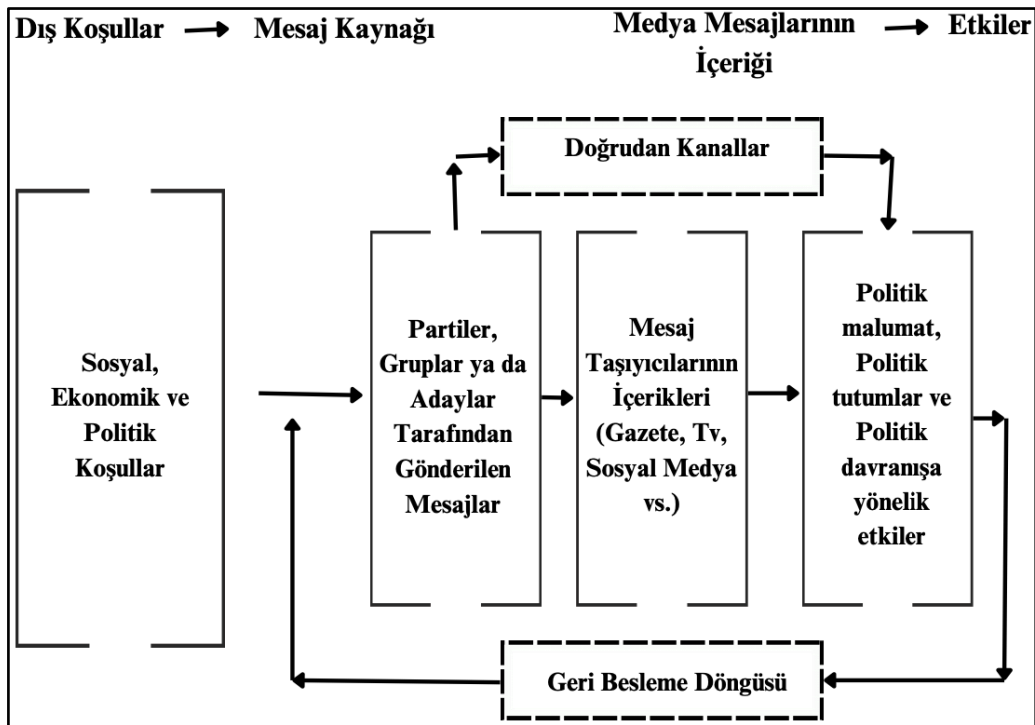 Dış Koşullar
Mesaj Kaynağı
Medya Mesajlarının
İçeriği
Etkiler
Doğrudan Kanallar
Sosyal,
Ekonomik ve
Politik
Koşullar
Partiler,
Gruplar ya da
Adaylar
Tarafından
Gönderilen
Mesajlar
Mesaj
Taşıyıcılarının
İçerikleri
(Gazete, Tv,
Sosyal Medya
vs.)
Politik
malumat,
Politik
tutumlar ve
Politik
davranışa
yönelik
etkiler
Geri Besleme Döngüsü